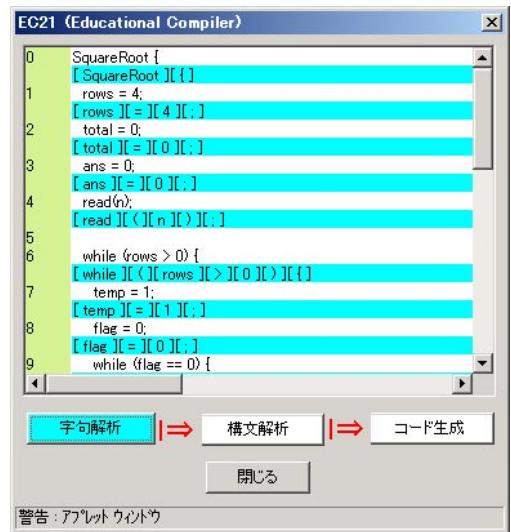 EC21 (Educational Compiler)
0 SquareRoot {
[ SquareRoot ][ { ]
1 rows = 4;
[ rows ][ = ][ 4 ][ ; ]
2 total = 0;
[ total ][ = ][ 0 ][ ; ]
3 ans = 0;
[ ans ][ = ][ 0 ][ ; ]
4 read(n);
[ read ][ ( ][ n ][ ) ][ ; ]
5
6 while (rows > 0) {
[ while ][ ( ][ rows ][ > ][ 0 ][ ) ][ { ]
7 temp = 1;
[ temp ][ = ][ 1 ][ ; ]
8 flag = 0;
[ flag ][ = ][ 0 ][ ; ]
9 while (flag == 0) {
字句解析 構文解析 コード生成
閉じる
警告 : アプレット ウィンドウ